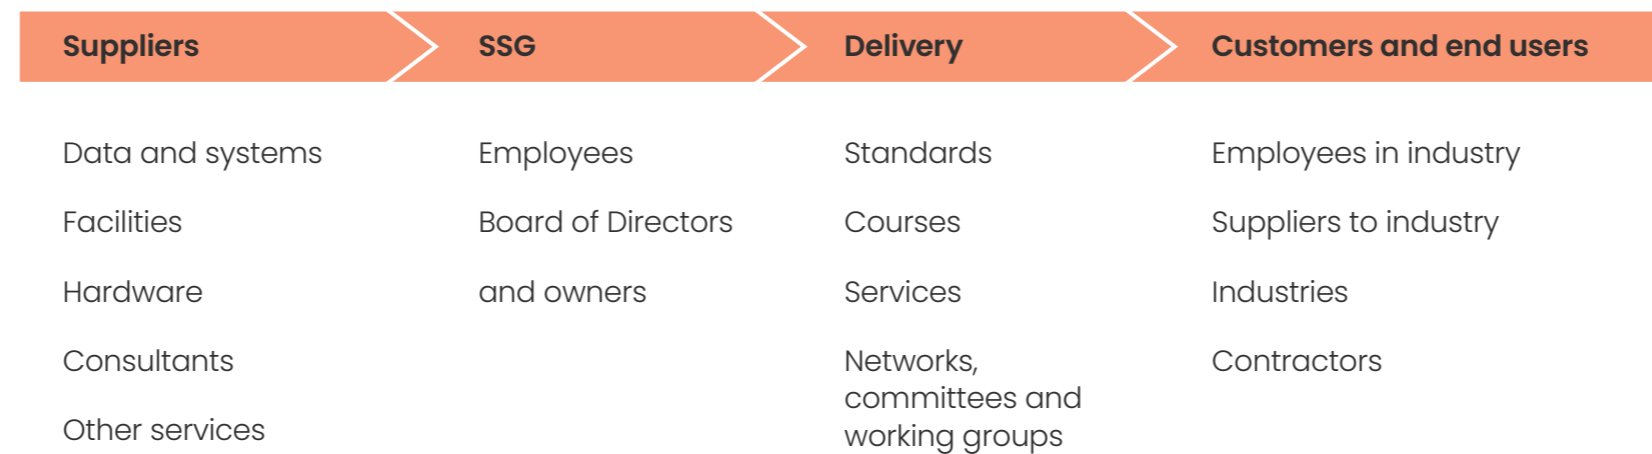 Suppliers
SSG
Delivery
Customers and end users
Data and systems
Facilities
Hardware
Consultants
Other services
Employees
Board of Directors
and owners
Standards
Courses
Services
Networks,
committees and
working groups
Employees in industry
Suppliers to industry
Industries
Contractors